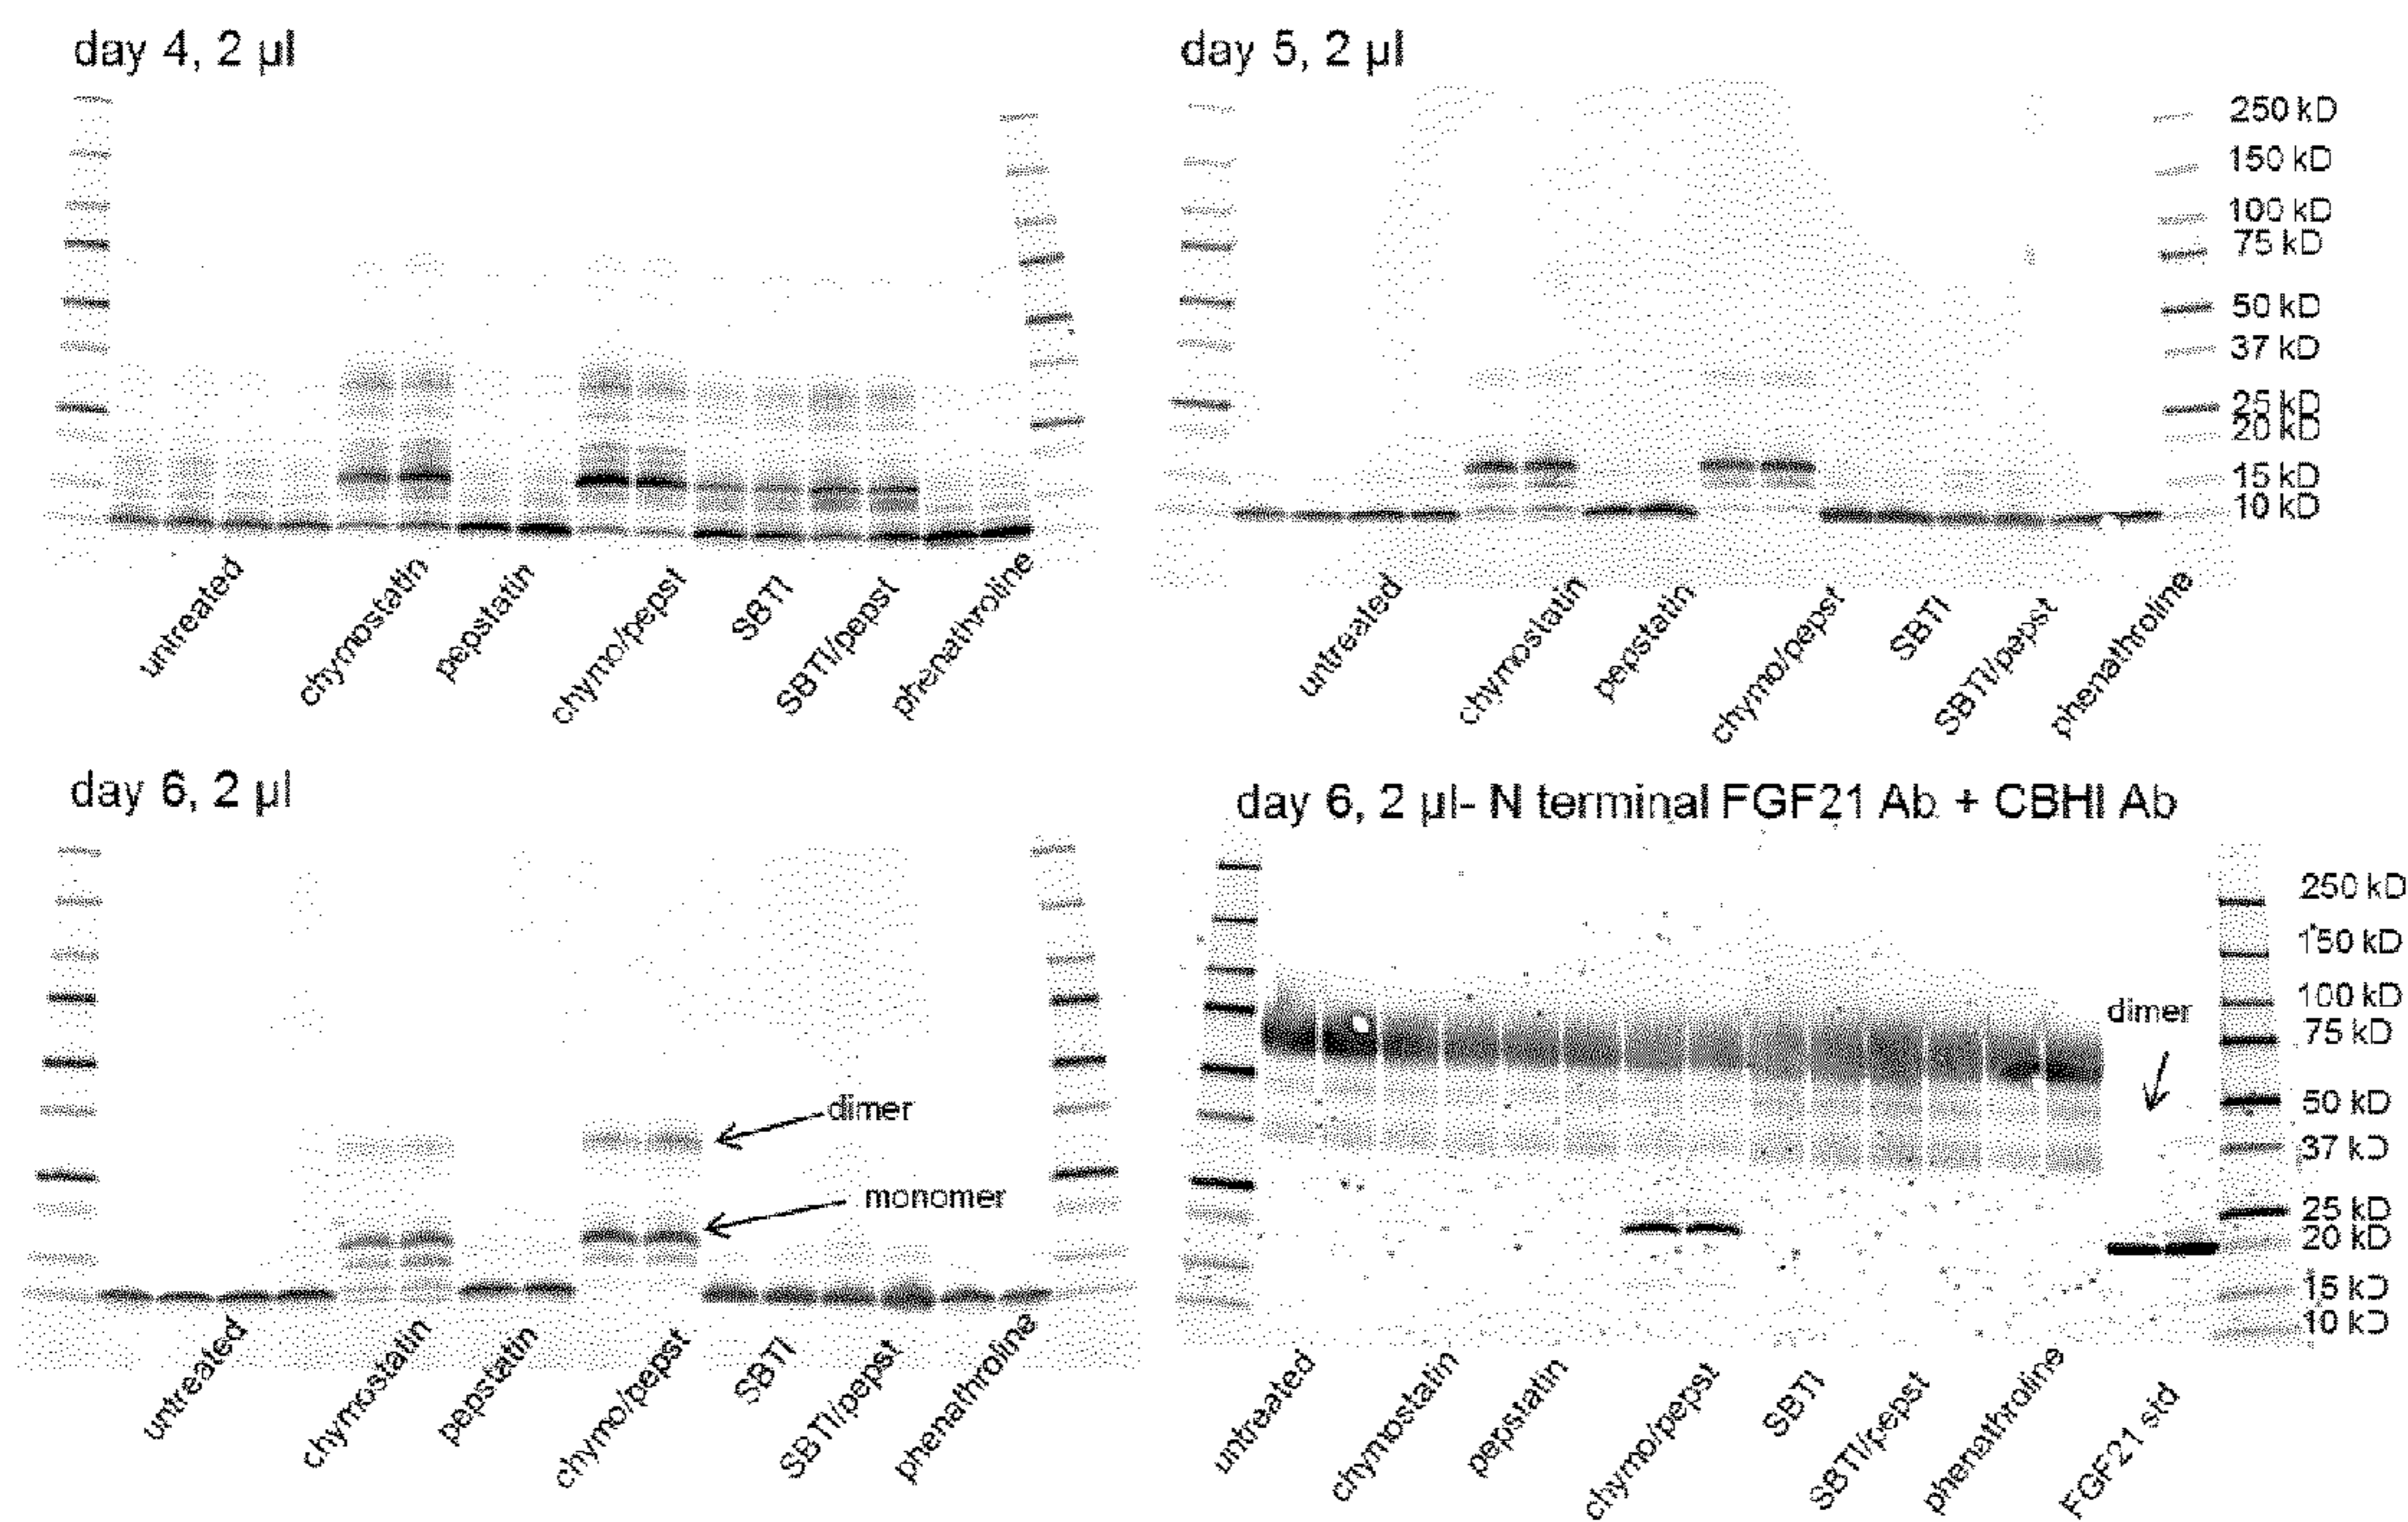 day 4, 2 µl
day 5, 2 µl
250 kD
150 kD
100 kD
75 kD
50 kD
37 kD
25 kD
20 kD
15 kD
10 kD
untreated
chymostatin
pepstatin
chymo/pepst
SBTI
SBTI/pepst
phenathroline
untreated
chymostatin
pepstatin
chymo/pepst
SBTI
SBTI/pepst
phenathroline
day 6, 2 µl
dimer
monomer
untreated
chymostatin
pepstatin
chymo/pepst
SBTI
SBTI/pepst
phenathroline
day 6, 2 µl- N terminal FGF21 Ab + CBHI Ab
dimer
250 kD
150 kD
100 kD
75 kD
50 kD
37 kD
25 kD
20 kD
15 kD
10 kD
untreated
chymostatin
pepstatin
chymo/pepst
SBTI
SBTI/pepst
phenathroline
FGF21 std